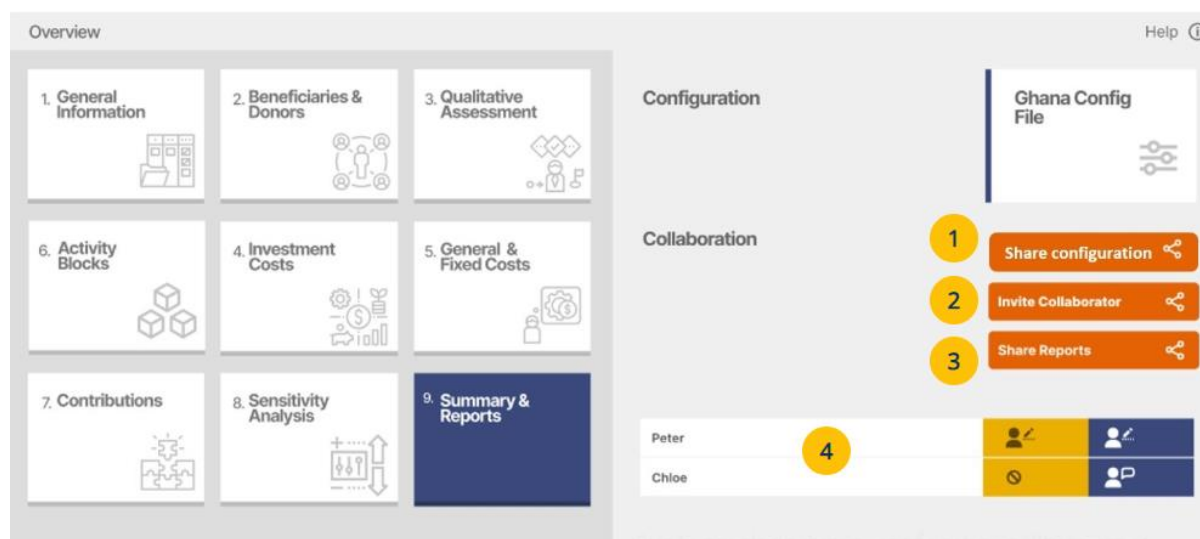 Overview
Help
1. General
Information
2. Beneficiaries &
Donors
3. Qualitative
Assessment
6. Activity
Blocks
4. Investment
Costs
5. General &
Fixed Costs
7. Contributions
8. Sensitivity
Analysis
9. Summary &
Reports
Configuration
Ghana Config
File
Collaboration
1
Share configuration
2
Invite Collaborator
3
Share Reports
Peter
4
Chloe